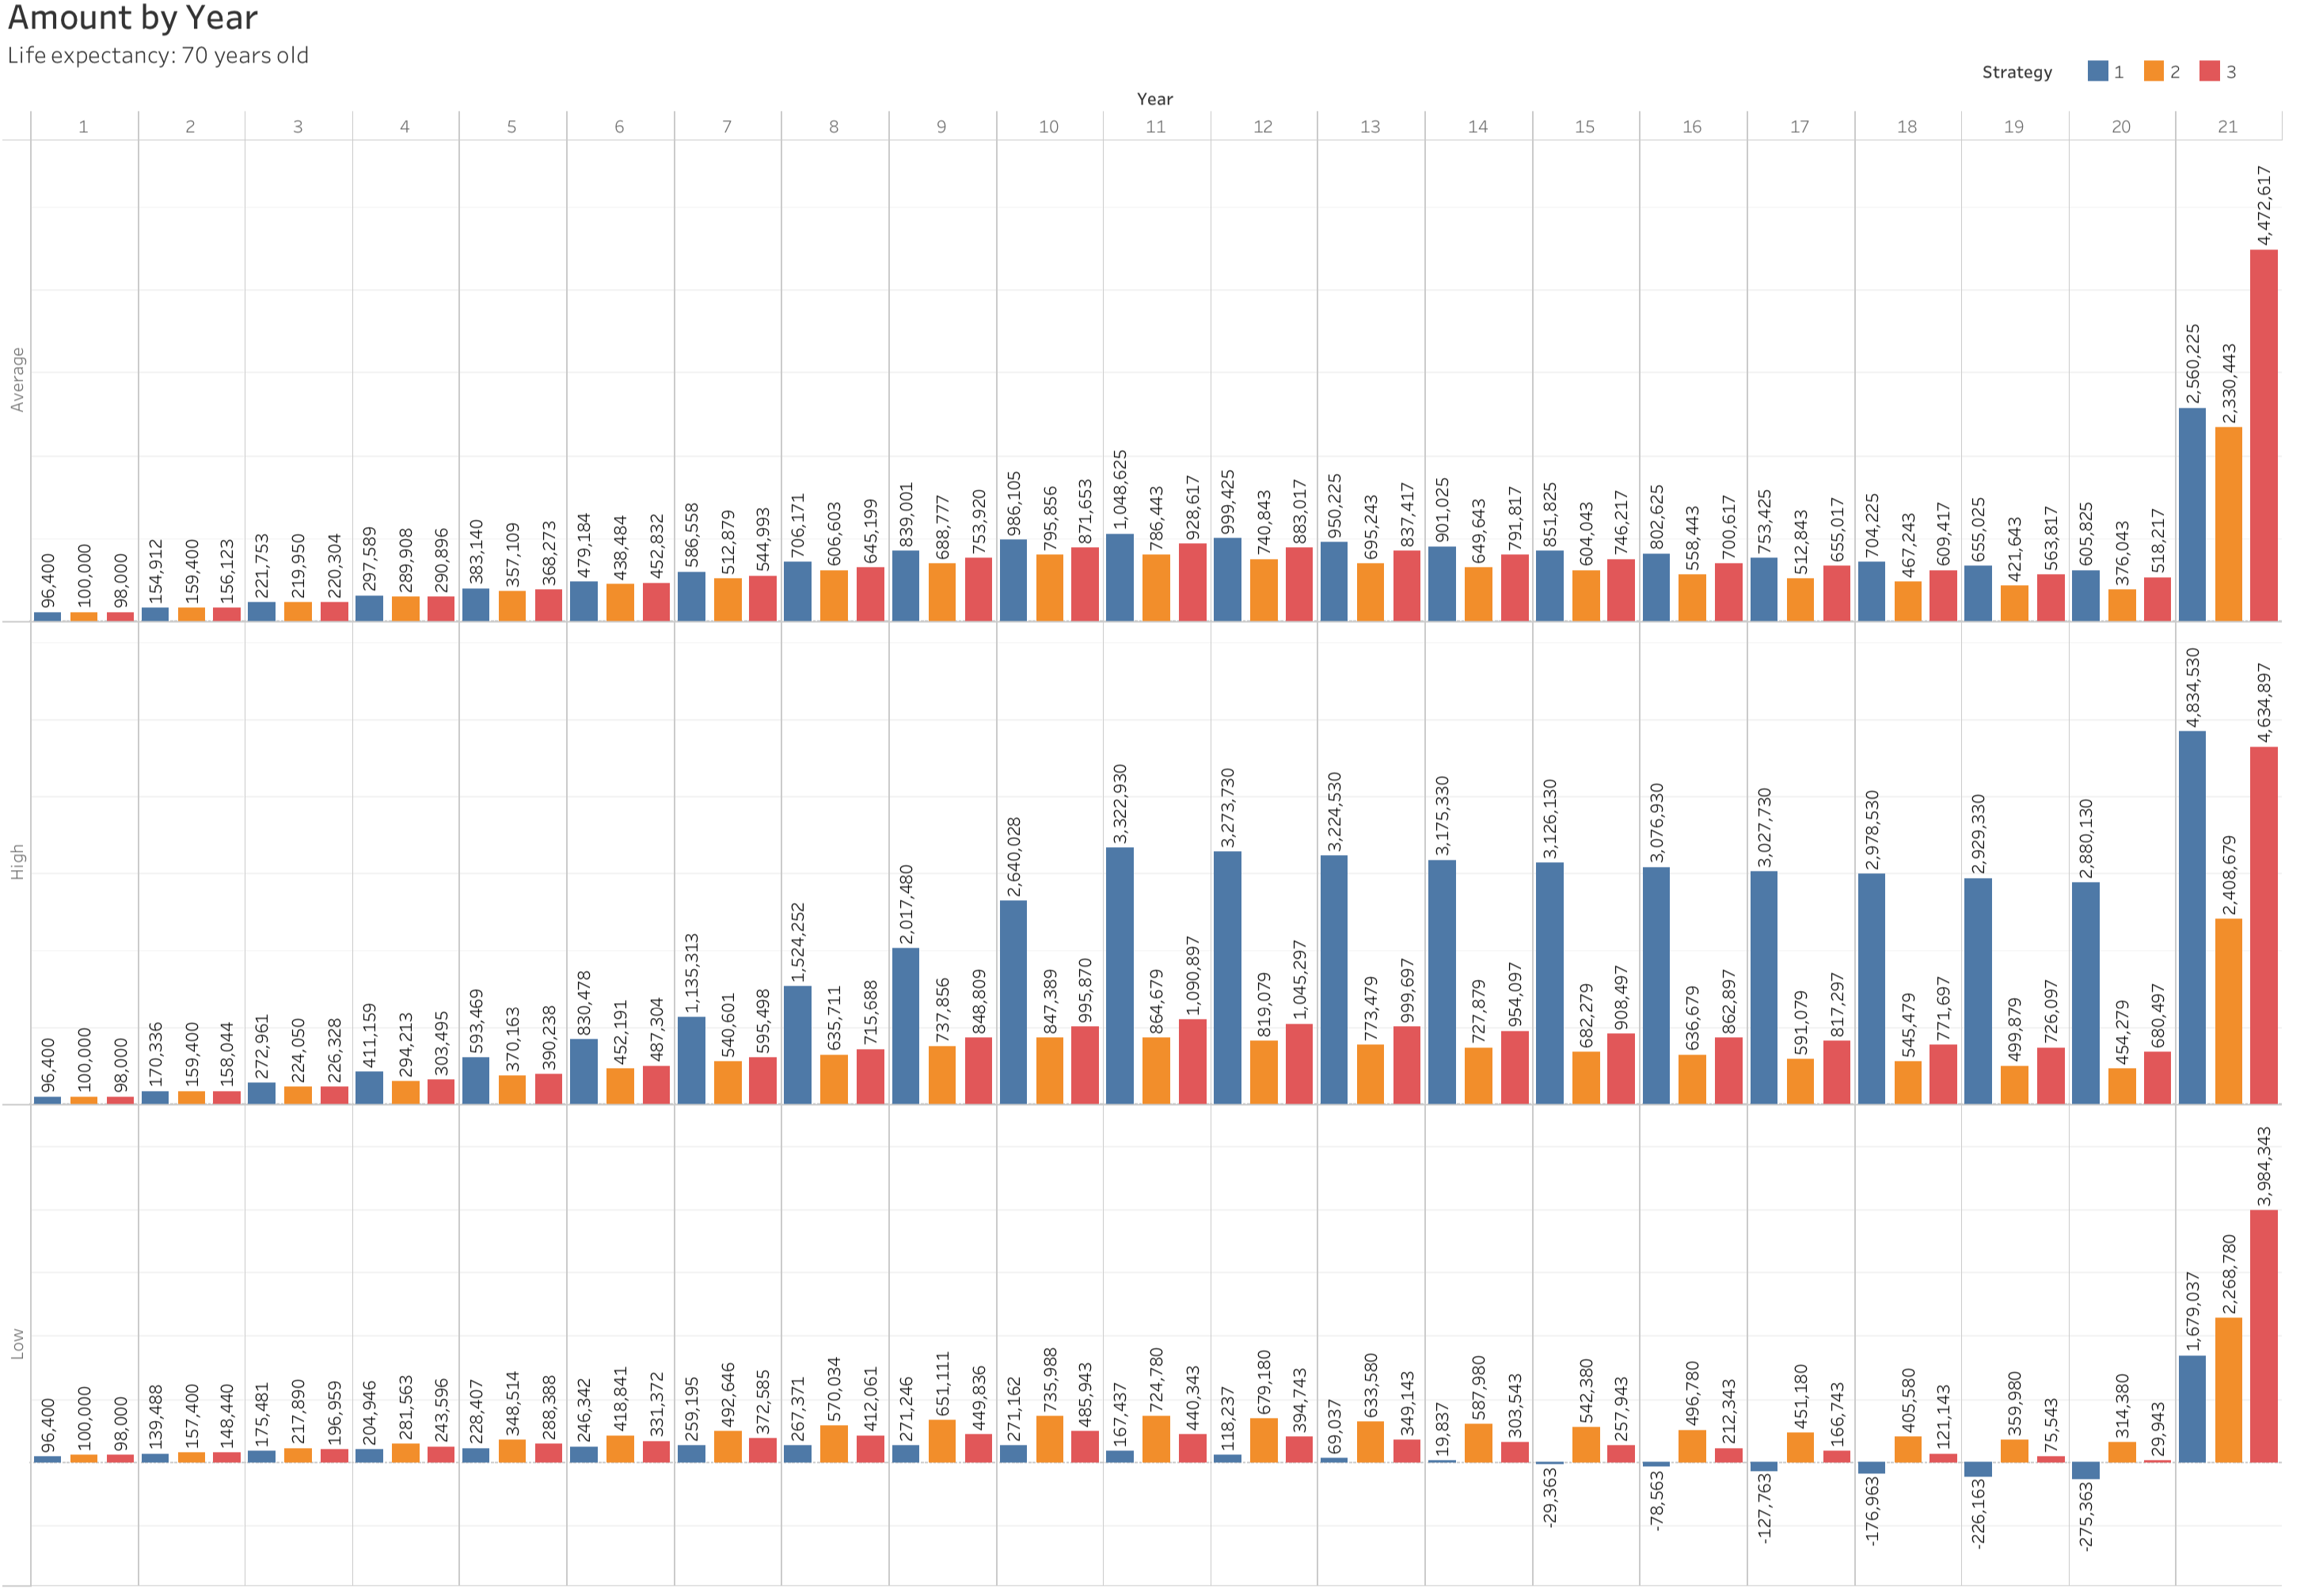 Amount by Year
Life expectancy: 70 years old
Strategy 1 2 3
Year
1 2 3 4 5 6 7 8 9 10 11 12 13 14 15 16 17 18 19 20 21
Average
96,400 100,000 98,000 154,912 159,400 156,123 221,753 219,950 220,304 297,589 289,908 290,896 383,140 357,109 368,273 479,184 438,484 452,832 586,558 512,879 544,993 706,171 606,603 645,199 839,001 688,777 753,920 986,105 795,856 871,653 1,048,625 786,443 928,617 999,425 740,843 883,017 950,225 695,243 837,417 901,025 649,643 791,817 851,825 604,043 746,217 802,625 558,443 700,617 753,425 512,843 655,017 704,225 467,243 609,417 655,025 421,643 563,817 605,825 376,043 518,217 2,560,225 2,330,443 4,472,617
High
96,400 100,000 98,000 170,336 159,400 158,044 272,961 224,050 226,328 411,159 294,213 303,495 593,469 370,163 390,238 830,478 452,191 487,304 1,135,313 540,601 595,498 1,524,252 635,711 715,688 2,017,480 737,856 848,809 2,640,028 847,389 995,870 3,322,930 864,679 1,090,897 3,273,730 819,079 1,045,297 3,224,530 773,479 999,697 3,175,330 727,879 954,097 3,126,130 682,279 908,497 3,076,930 636,679 862,897 3,027,730 591,079 817,297 2,978,530 545,479 771,697 2,929,330 499,879 726,097 2,880,130 454,279 680,497 4,834,530 2,408,679 4,634,897
Low
96,400 100,000 98,000 139,488 157,400 148,440 175,481 217,890 196,959 204,946 281,563 243,596 228,407 348,514 288,388 246,342 418,841 331,372 259,195 492,646 372,585 267,371 570,034 412,061 271,246 651,111 449,836 271,162 735,988 485,943 167,437 724,780 440,343 118,237 679,180 394,743 69,037 633,580 349,143 19,837 587,980 303,543 -29,363 542,380 257,943 -78,563 496,780 212,343 -127,763 451,180 166,743 -176,963 405,580 121,143 -226,163 359,980 75,543 -275,363 314,380 29,943 1,679,037 2,268,780 3,984,343